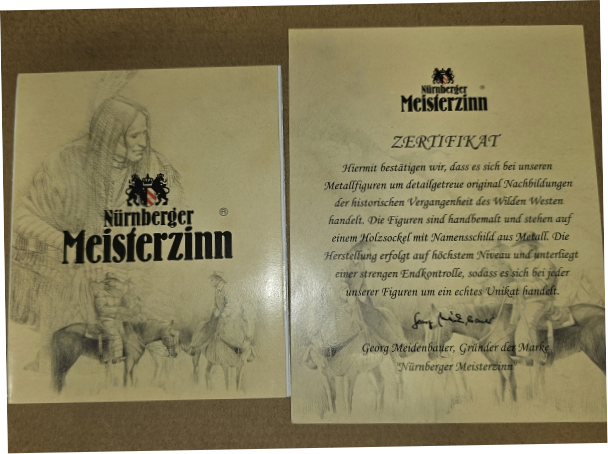 Nürnberger ®
Meisterzinn
Nürnberger ®
Meisterzinn
ZERTIFIKAT
Hiermit bestätigen wir, dass es sich bei unseren
Metallfiguren um detailgetreue original Nachbildungen
der historischen Vergangenheit des Wilden Westen
handelt. Die Figuren sind handbemalt und stehen auf
einem Holzsockel mit Namensschild aus Metall. Die
Herstellung erfolgt auf höchstem Niveau und unterliegt
einer strengen Endkontrolle, sodass es sich bei jeder
unserer Figuren um ein echtes Unikat handelt.
Georg Meidenbauer, Gründer der Marke
"Nürnberger Meisterzinn"